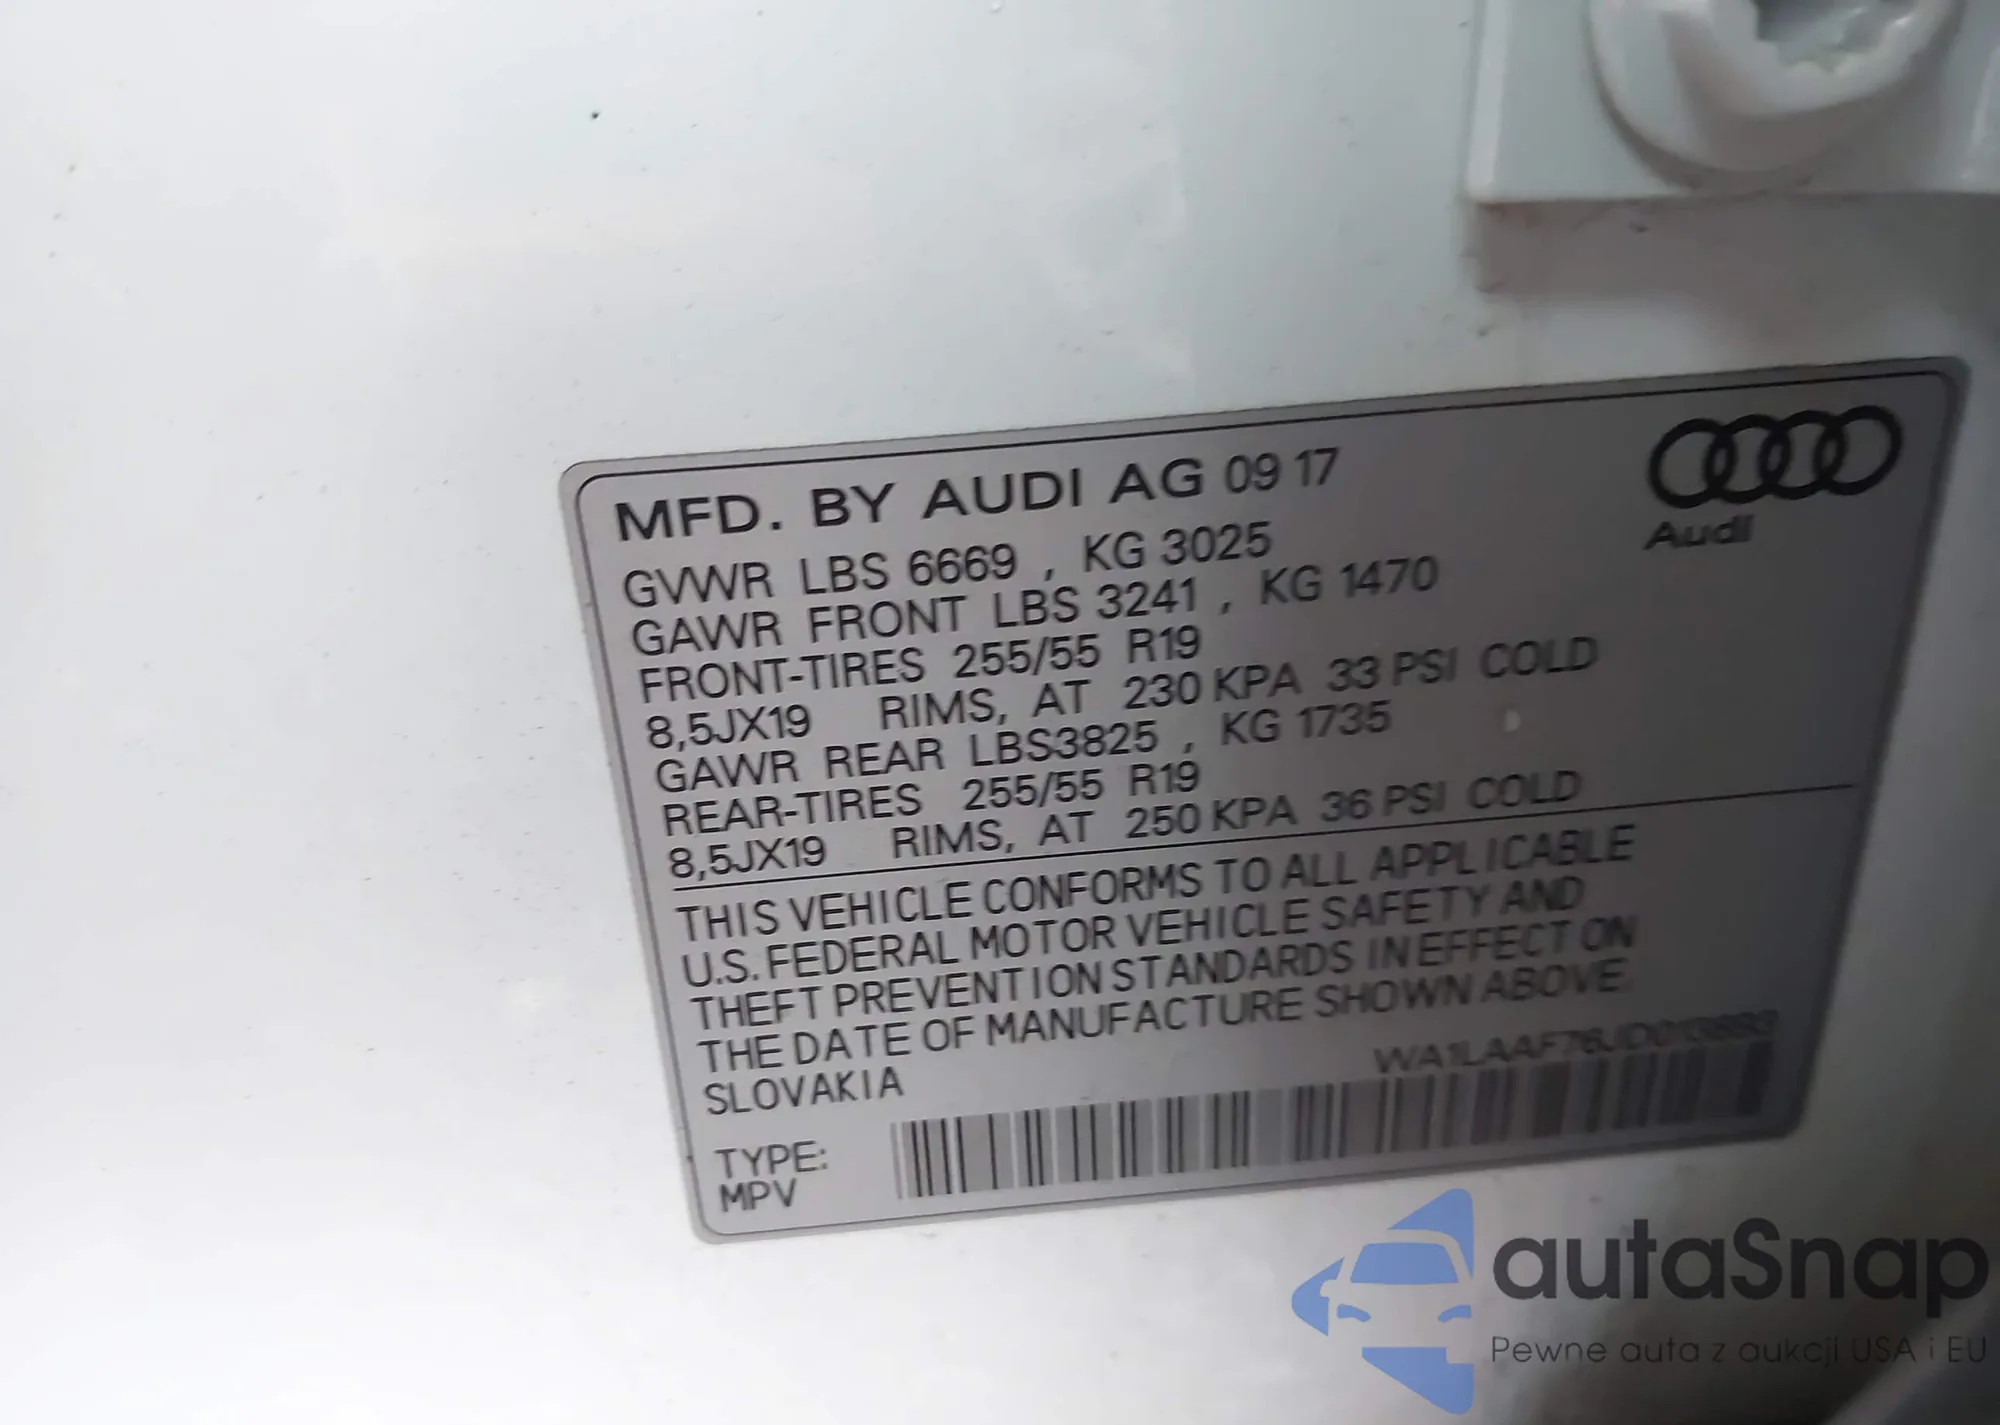 MFD. BY AUDI AG 09 17
Audi
GVWR LBS 6669 , KG 3025
GAWR FRONT LBS 3241 , KG 1470
FRONT-TIRES 255/55 R19
8,5JX19 RIMS, AT 230 KPA 33 PSI COLD
GAWR REAR LBS3825 , KG 1735
REAR-TIRES 255/55 R19
8,5JX19 RIMS, AT 250 KPA 36 PSI COLD
THIS VEHICLE CONFORMS TO ALL APPLICABLE
U.S. FEDERAL MOTOR VEHICLE SAFETY AND
THEFT PREVENTION STANDARDS IN EFFECT ON
THE DATE OF MANUFACTURE SHOWN ABOVE.
SLOVAKIA
TYPE:
MPV
autaSnap
Pewne auta z aukcji USA i EU